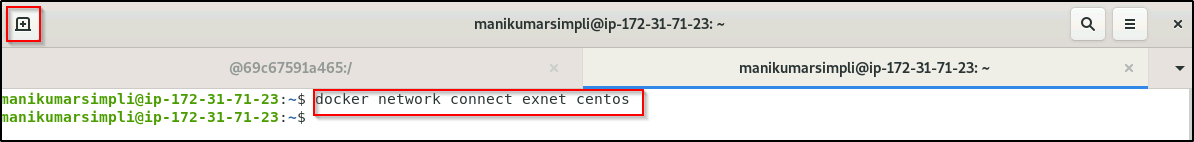 manikumarsimpli@ip-172-31-71-23: ~
@69c67591a465:/
manikumarsimpli@ip-172-31-71-23: ~
manikumarsimpli@ip-172-31-71-23:~$ docker network connect exnet centos
manikumarsimpli@ip-172-31-71-23:~$